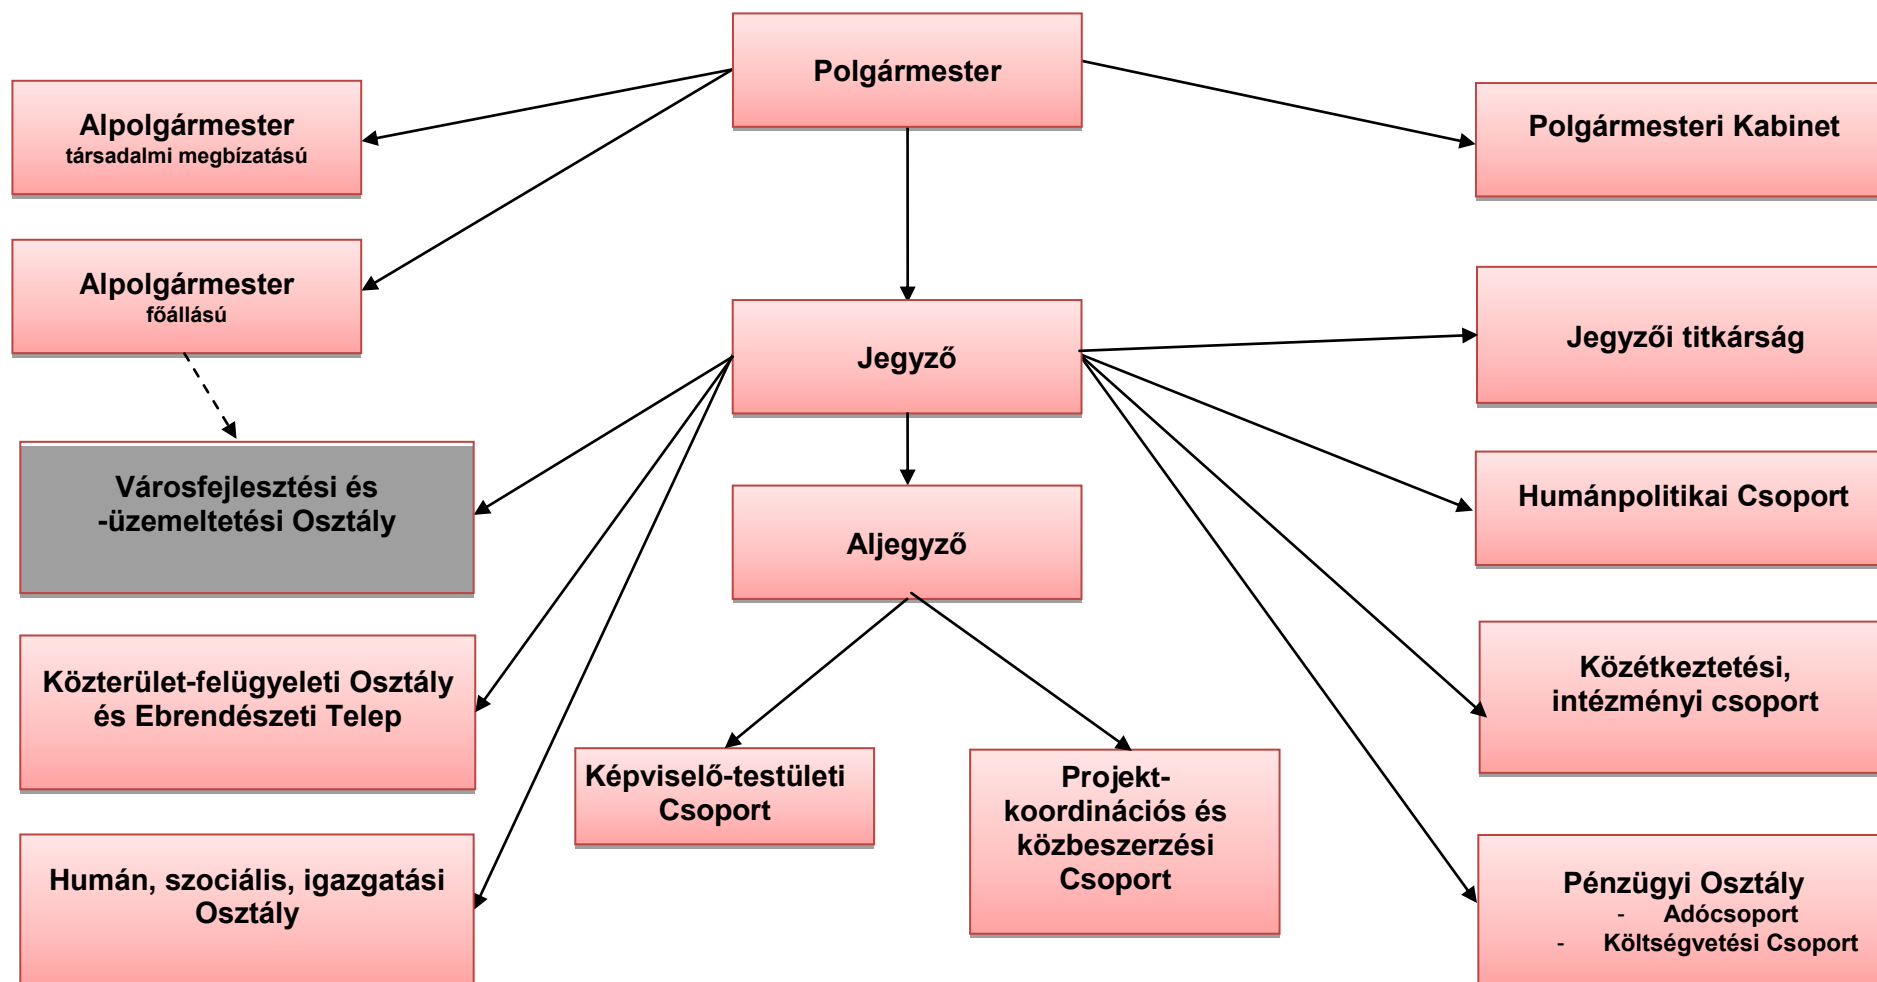 Polgármester
Alpolgármester
társadalmi megbízatású
Polgármesteri Kabinet
Alpolgármester
főállású
Jegyző
Jegyzői titkárság
Városfejlesztési és
-üzemeltetési Osztály
Aljegyző
Humánpolitikai Csoport
Közterület-felügyeleti Osztály
és Ebrendészeti Telep
Közétkeztetési,
intézményi csoport
Képviselő-testületi
Csoport
Projekt-
koordinációs és
közbeszerzési
Csoport
Humán, szociális, igazgatási
Osztály
Pénzügyi Osztály
- Adócsoport
- Költségvetési Csoport